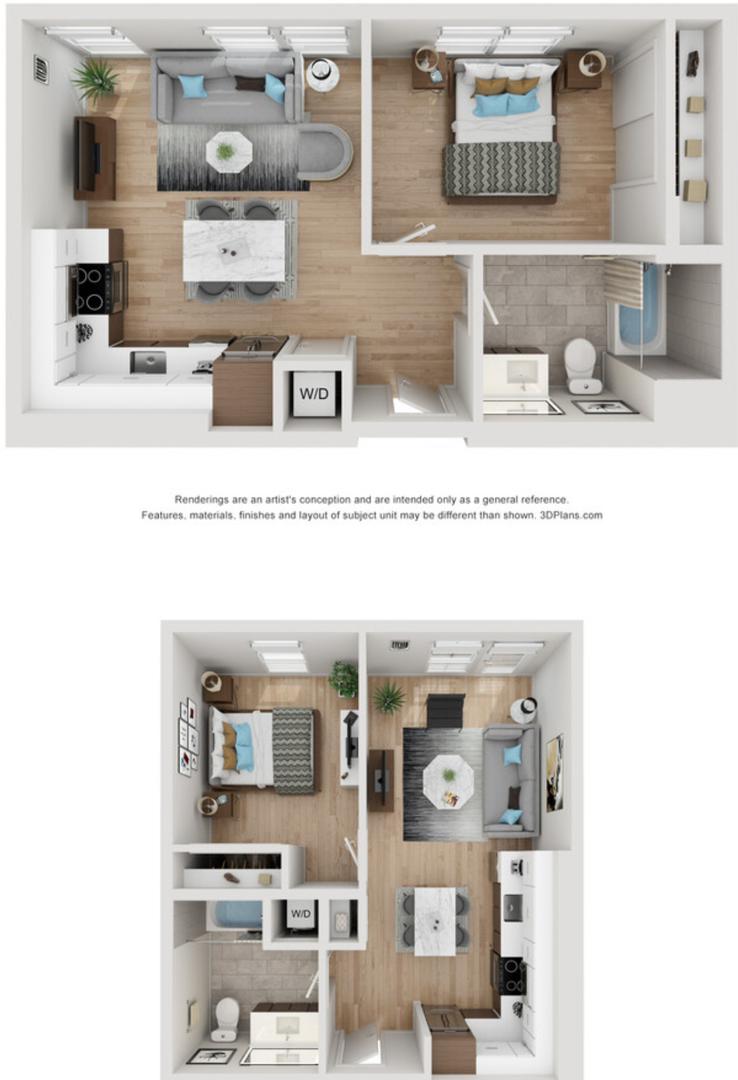 W/D
Renderings are an artist's conception and are intended only as a general reference.
Features, materials, finishes and layout of subject unit may be different than shown. 3DPlans.com
W/D